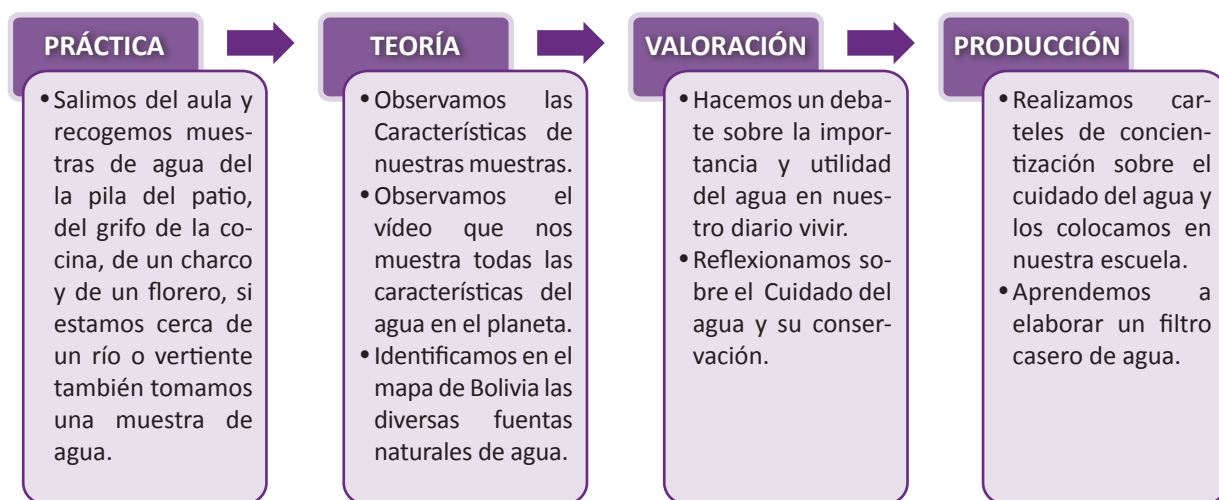 PRÁCTICA
• Salimos del aula y
recogemos mues-
tras de agua del
la pila del patio,
del grifo de la co-
cina, de un charco
y de un florero, si
estamos cerca de
un río o vertiente
también tomamos
una muestra de
agua.
TEORÍA
• Observamos las
Características de
nuestras muestras.
• Observamos el
vídeo que nos
muestra todas las
características del
agua en el planeta.
• Identificamos en el
mapa de Bolivia las
diversas fuentas
naturales de agua.
VALORACIÓN
• Hacemos un deba-
te sobre la impor-
tancia y utilidad
del agua en nues-
tro diario vivir.
• Reflexionamos so-
bre el Cuidado del
agua y su conser-
vación.
PRODUCCIÓN
• Realizamos car-
teles de concien-
tización sobre el
cuidado del agua y
los colocamos en
nuestra escuela.
• Aprendemos a
elaborar un filtro
casero de agua.